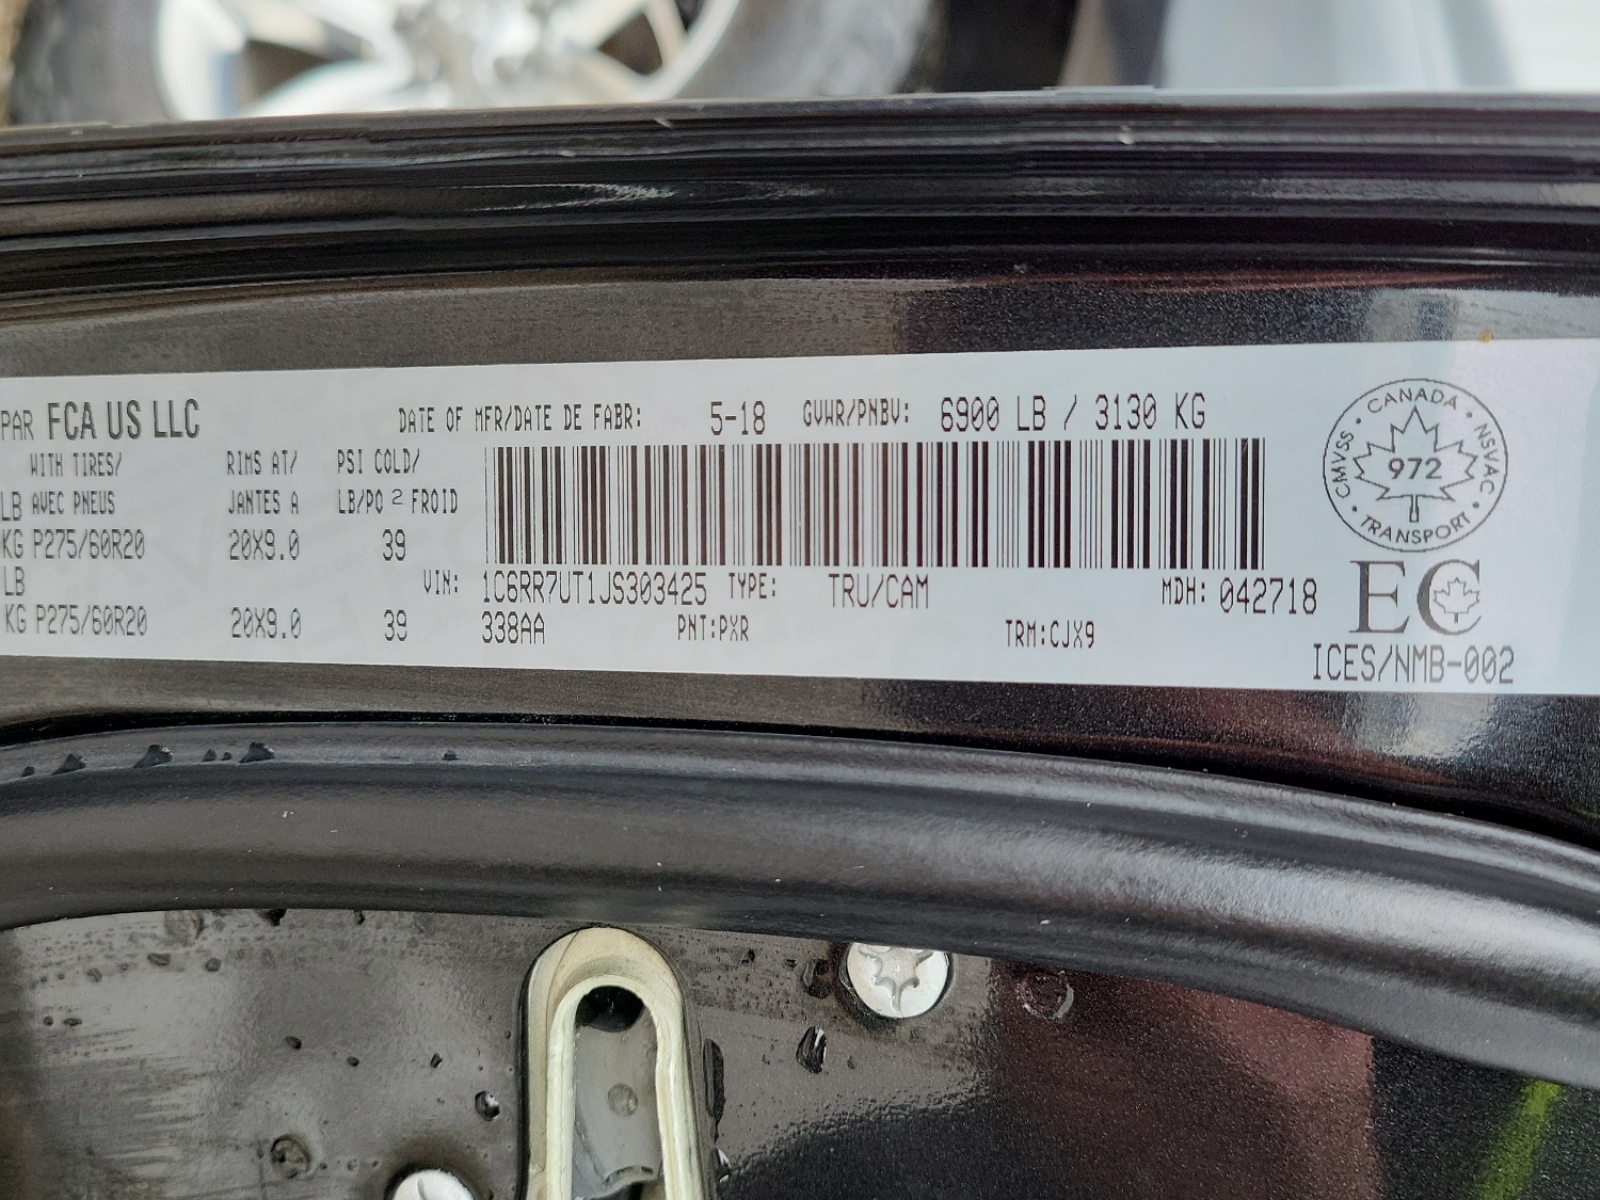 PAR FCA US LLC
DATE OF MFR/DATE DE FABR: 5-18 GVWR/PNBV: 6900 LB / 3130 KG
WITH TIRES/ RIMS AT/ PSI COLD/
LB AVEC PNEUS JANTES A LB/PO 2 FROID
KG P275/60R20 20X9.0 39
LB
VIN: 1C6RR7UT1JS303425 TYPE: TRU/CAM MDH: 042718
KG P275/60R20 20X9.0 39 338AA PNT:PXR TRM:CJX9
CANADA
CMVSS
NSVAC
972
TRANSPORT
EC
ICES/NMB-002